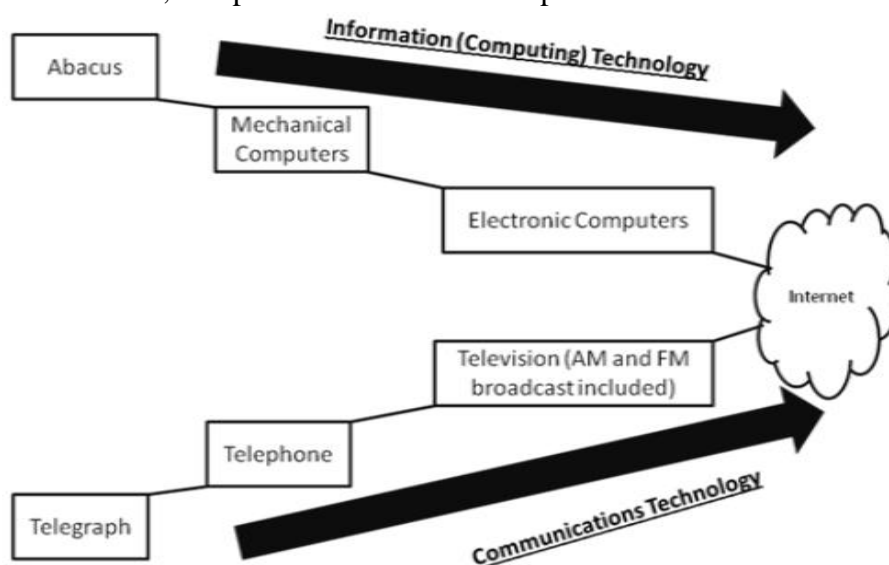 Information (Computing) Technology
Abacus
Mechanical
Computers
Electronic Computers
Internet
Television (AM and FM
broadcast included)
Telephone
Telegraph
Communications Technology